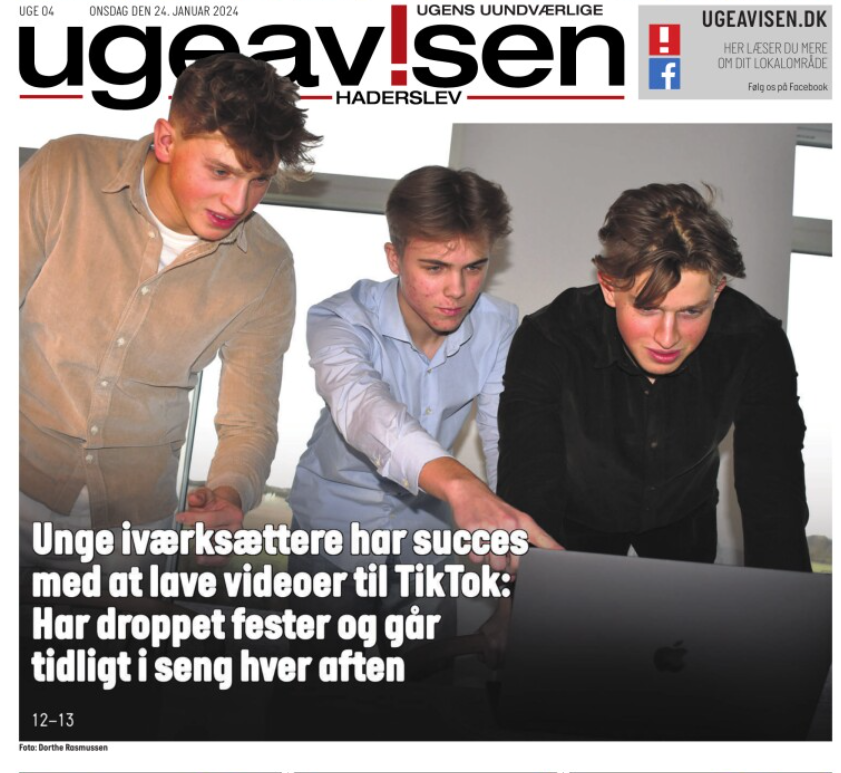 UGE 04 ONSDAG DEN 24. JANUAR 2024
UGENS UUNDVÆRLIGE
ugeav!sen
HADERSLEV
UGEAVISEN.DK
HER LÆSER DU MERE
OM DIT LOKALOMRÅDE
Følg os på Facebook
Unge iværksættere har succes
med at lave videoer til TikTok:
Har droppet fester og går
tidligt i seng hver aften
12–13
Foto: Dorthe Rasmussen